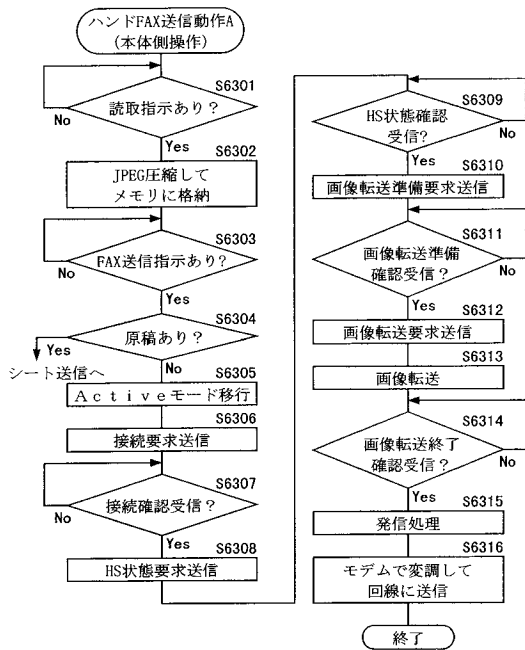 ハンドFAX送信動作A
(本体側操作)
S6301
読取指示あり?
No
Yes
S6302
JPEG圧縮して
メモリに格納
S6303
FAX送信指示あり?
No
Yes
S6304
原稿あり?
Yes
シート送信へ
No
S6305
Activeモード移行
S6306
接続要求送信
S6307
接続確認受信?
No
Yes
S6308
HS状態要求送信
S6309
HS状態確認
受信?
No
Yes
S6310
画像転送準備要求送信
S6311
画像転送準備
確認受信?
No
Yes
S6312
画像転送要求送信
S6313
画像転送
S6314
画像転送終了
確認受信?
No
Yes
S6315
発信処理
S6316
モデムで変調して
回線に送信
終了